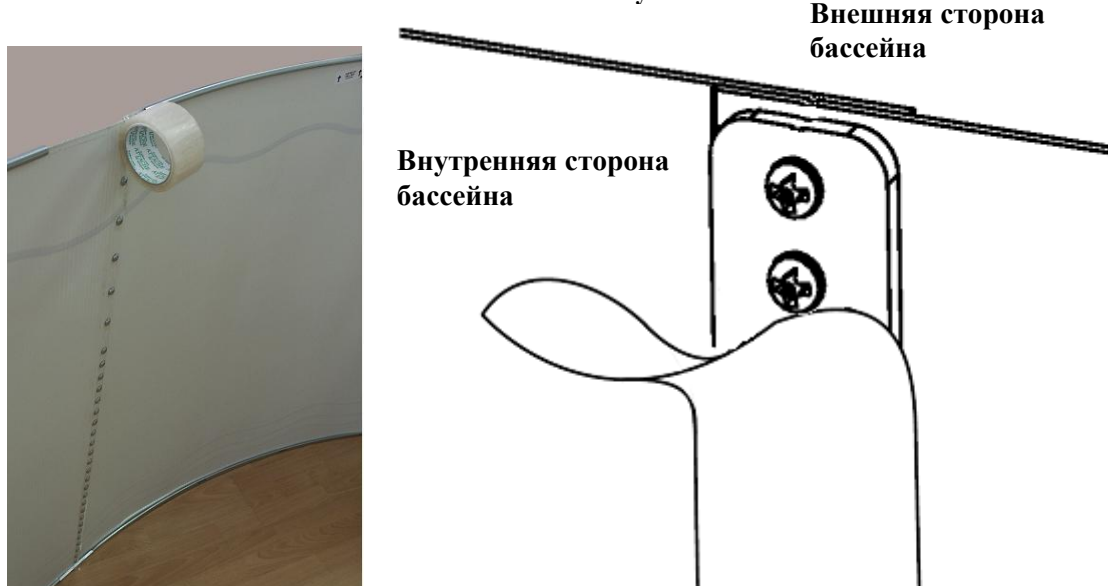 Внешняя сторона
бассейна
Внутренняя сторона
бассейна